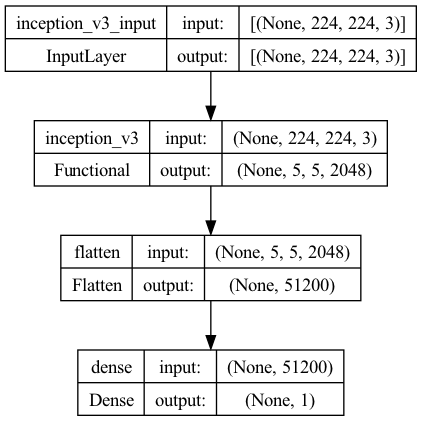 inception_v3_input input: [(None, 224, 224, 3)]
InputLayer output: [(None, 224, 224, 3)]
inception_v3 input: (None, 224, 224, 3)
Functional output: (None, 5, 5, 2048)
flatten input: (None, 5, 5, 2048)
Flatten output: (None, 51200)
dense input: (None, 51200)
Dense output: (None, 1)